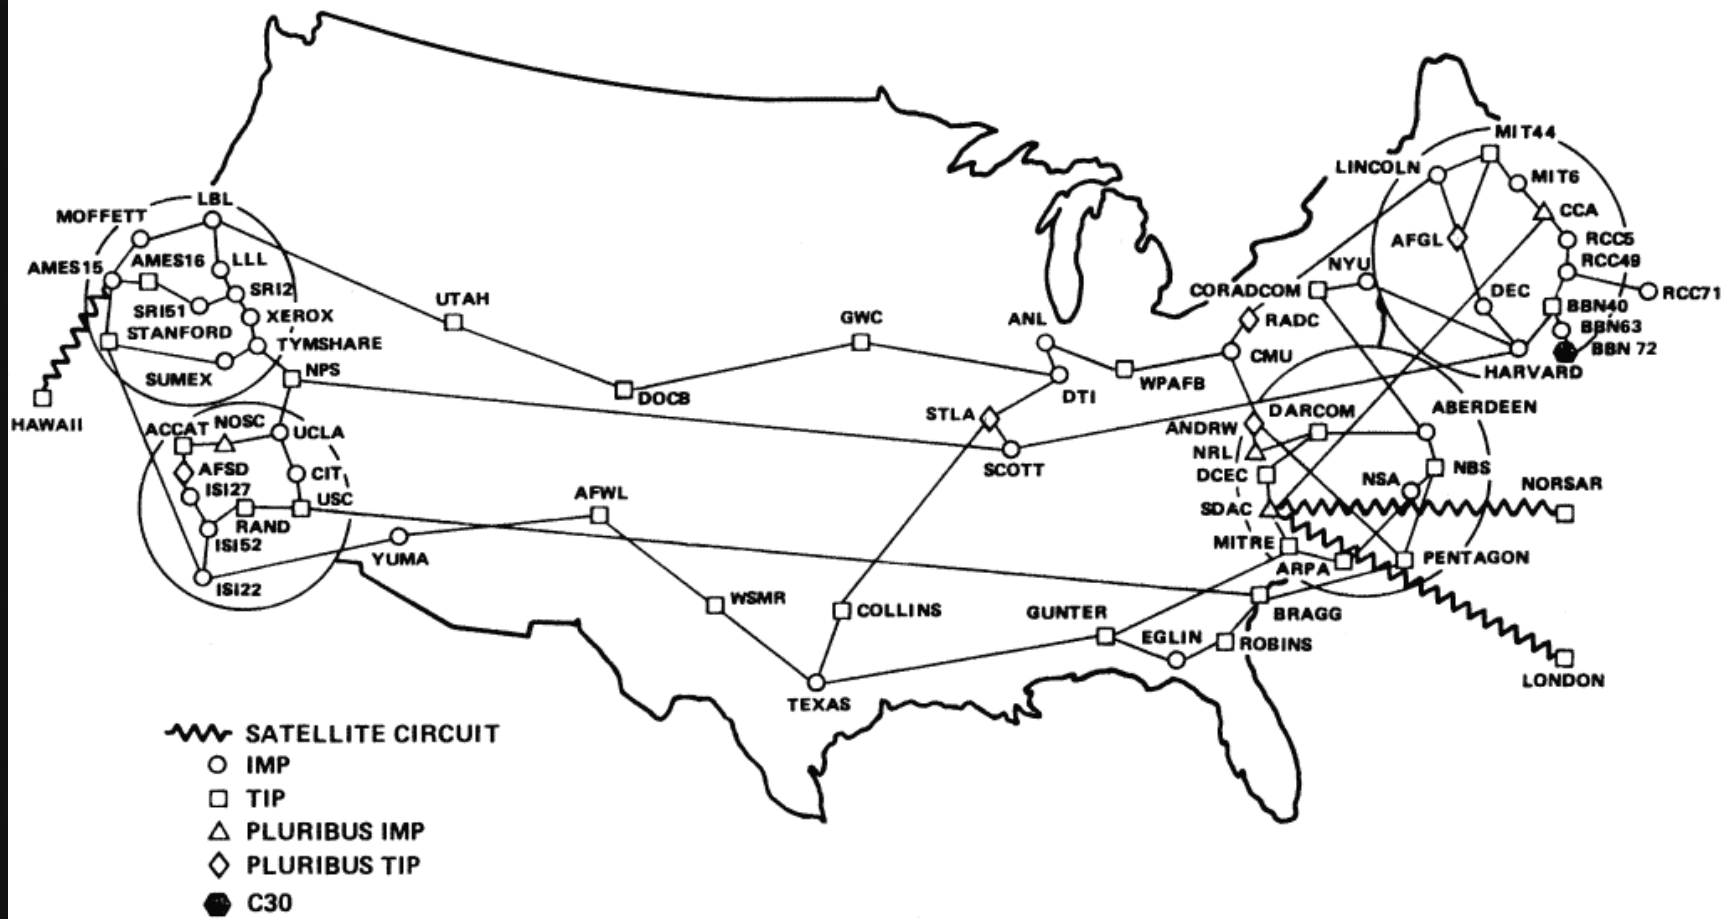 MIT44
LINCOLN
MIT6
LBL
CCA
MOFFETT
AFGL
RCC5
AMES15
AMES16
LLL
NYU
RCC49
SRI2
CORADCOM
DEC
RCC71
UTAH
SRI51
XEROX
RADC
BBN40
GWC
ANL
STANFORD
BBN63
TYMSHARE
CMU
BBN 72
SUMEX
NPS
WPAFB
HARVARD
DOCB
DTI
HAWAII
STLA
DARCOM
ABERDEEN
ACCAT
NOSC
UCLA
ANDRW
NRL
SCOTT
AFSD
CIT
DCEC
NBS
ISI27
NSA
NORSAR
USC
AFWL
SDAC
RAND
ISI52
MITRE
YUMA
ARPA
PENTAGON
ISI22
WSMR
COLLINS
GUNTER
BRAGG
EGLIN
ROBINS
LONDON
TEXAS
SATELLITE CIRCUIT
IMP
TIP
PLURIBUS IMP
PLURIBUS TIP
C30